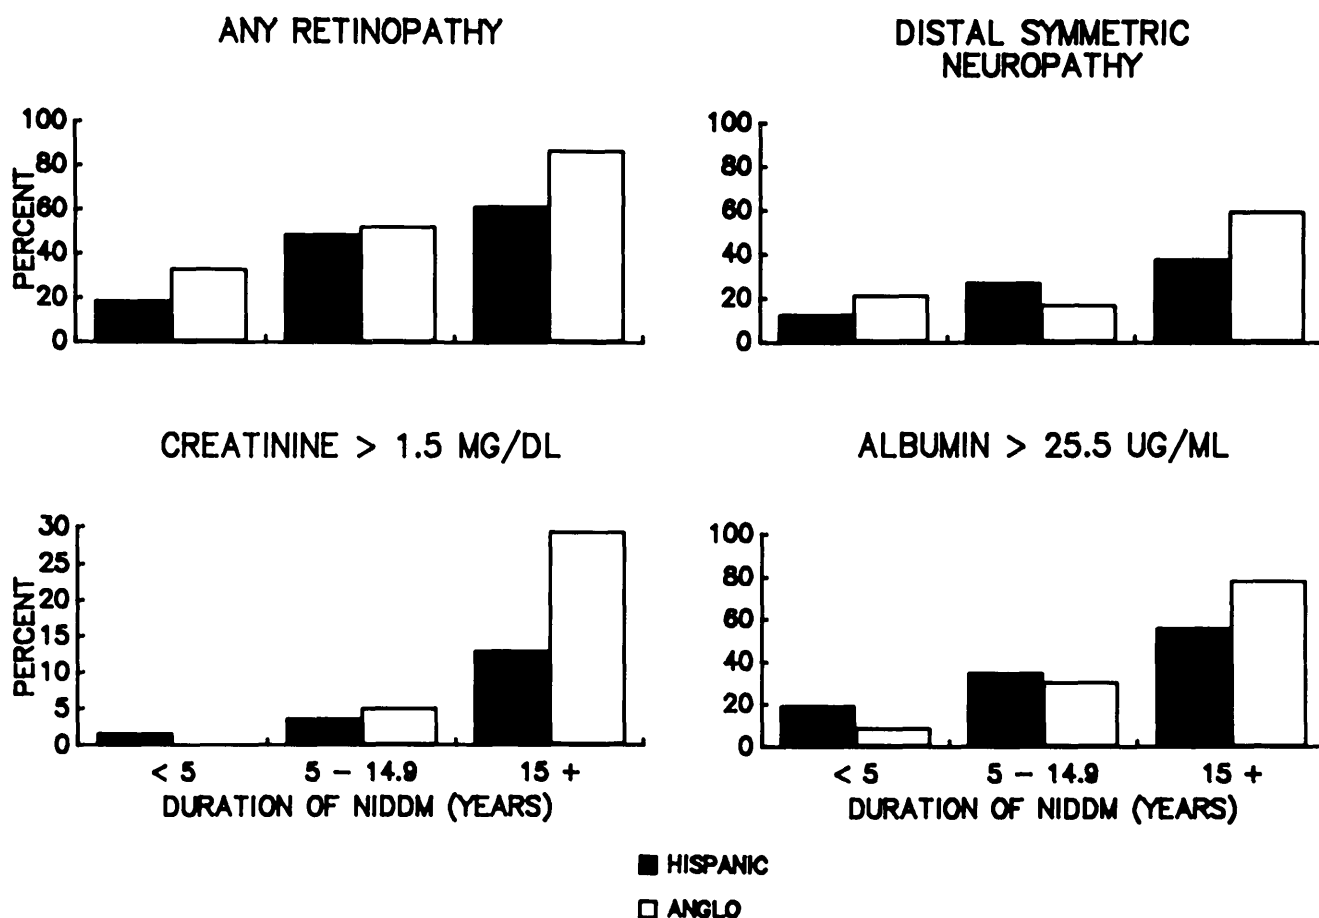 ANY RETINOPATHY
PERCENT
100
80
60
40
20
0
DISTAL SYMMETRIC
NEUROPATHY
100
80
60
40
20
0
CREATININE > 1.5 MG/DL
PERCENT
30
25
20
15
10
5
0
< 5 5 – 14.9 15 +
DURATION OF NIDDM (YEARS)
ALBUMIN > 25.5 UG/ML
100
80
60
40
20
0
< 5 5 – 14.9 15 +
DURATION OF NIDDM (YEARS)
HISPANIC
ANGLO